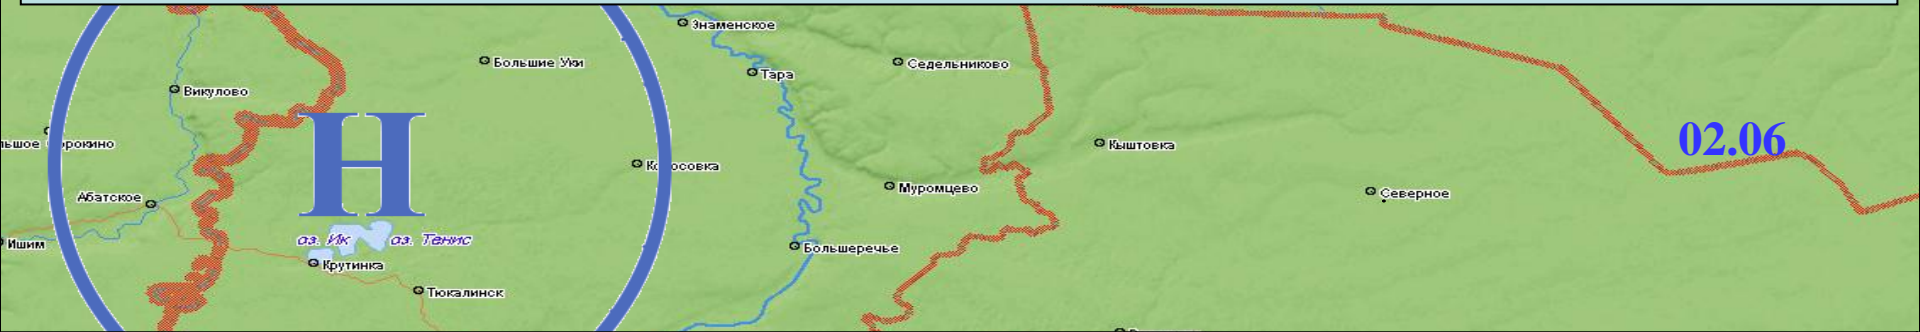 Знаменское
Большие Уки
Седельниково
Тара
Викулово
Н
02.06
Кыштовка
Муромцево
Северное
Абатское
Ишим
оз. Ик
оз. Тенис
Большеречье
Крутинка
Тюкалинск